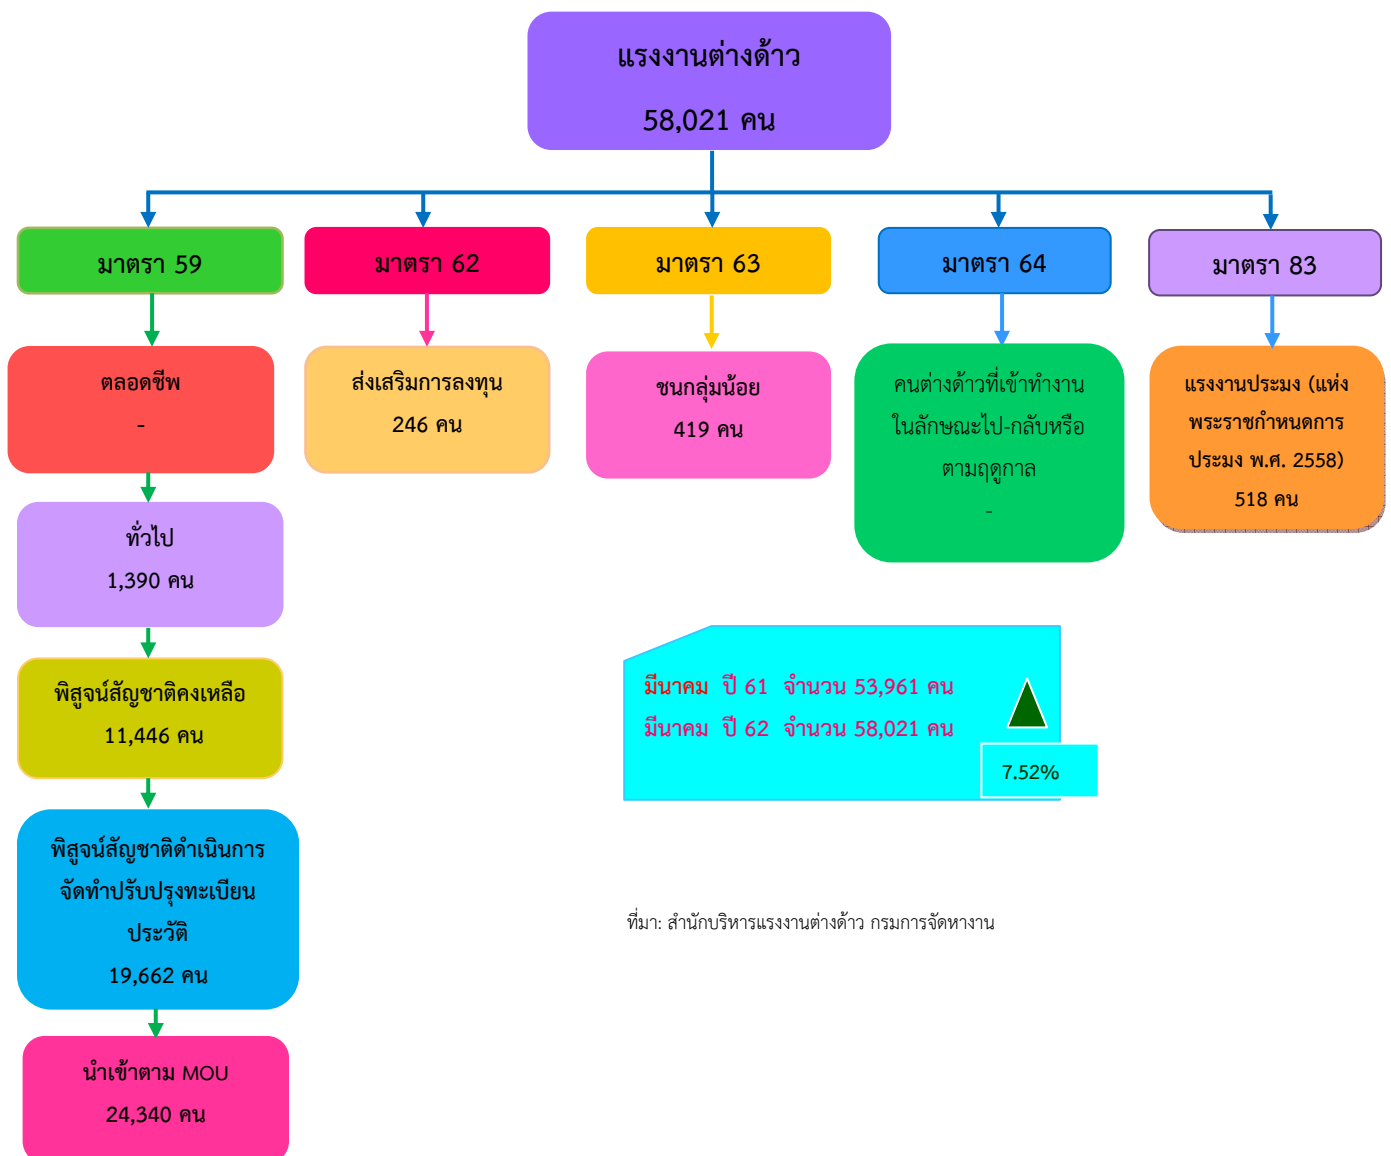 แรงงานต่างด้าว
58,021 คน
มาตรา 59
มาตรา 62
มาตรา 63
มาตรา 64
มาตรา 83
ตลอดชีพ
-
ส่งเสริมการลงทุน
246 คน
ชนกลุ่มน้อย
419 คน
คนต่างด้าวที่เข้าทำงาน
ในลักษณะไป-กลับหรือ
ตามฤดูกาล
-
แรงงานประมง (แห่ง
พระราชกำหนดการ
ประมง พ.ศ. 2558)
518 คน
ทั่วไป
1,390 คน
พิสูจน์สัญชาติคงเหลือ
11,446 คน
พิสูจน์สัญชาติดำเนินการ
จัดทำปรับปรุงทะเบียน
ประวัติ
19,662 คน
นำเข้าตาม MOU
24,340 คน
มีนาคม ปี 61 จำนวน 53,961 คน
มีนาคม ปี 62 จำนวน 58,021 คน
7.52%
ที่มา: สำนักบริหารแรงงานต่างด้าว กรมการจัดหางาน